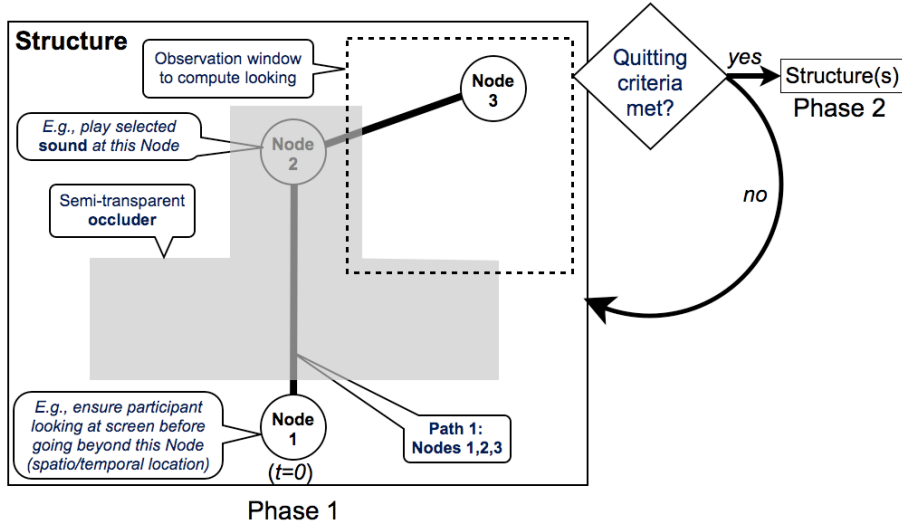 Structure
Observation window
to compute looking
Node
3
Quitting
criteria
met?
yes
Structure(s)
Phase 2
no
E.g., play selected
sound at this Node
Node
2
Semi-transparent
occluder
E.g., ensure participant
looking at screen before
going beyond this Node
(spatio/temporal location)
Node
1
(t=0)
Path 1:
Nodes 1,2,3
Phase 1